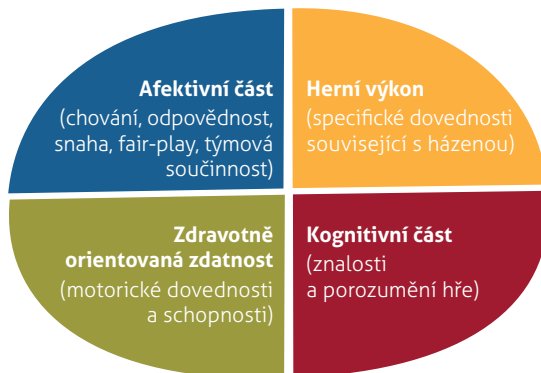 Afektivní část
(chování, odpovědnost,
snaha, fair-play, týmová
součinnost)
Herní výkon
(specifické dovednosti
související s házenou)
Zdravotně
orientovaná zdatnost
(motorické dovednosti
a schopnosti)
Kognitivní část
(znalosti
a porozumění hře)